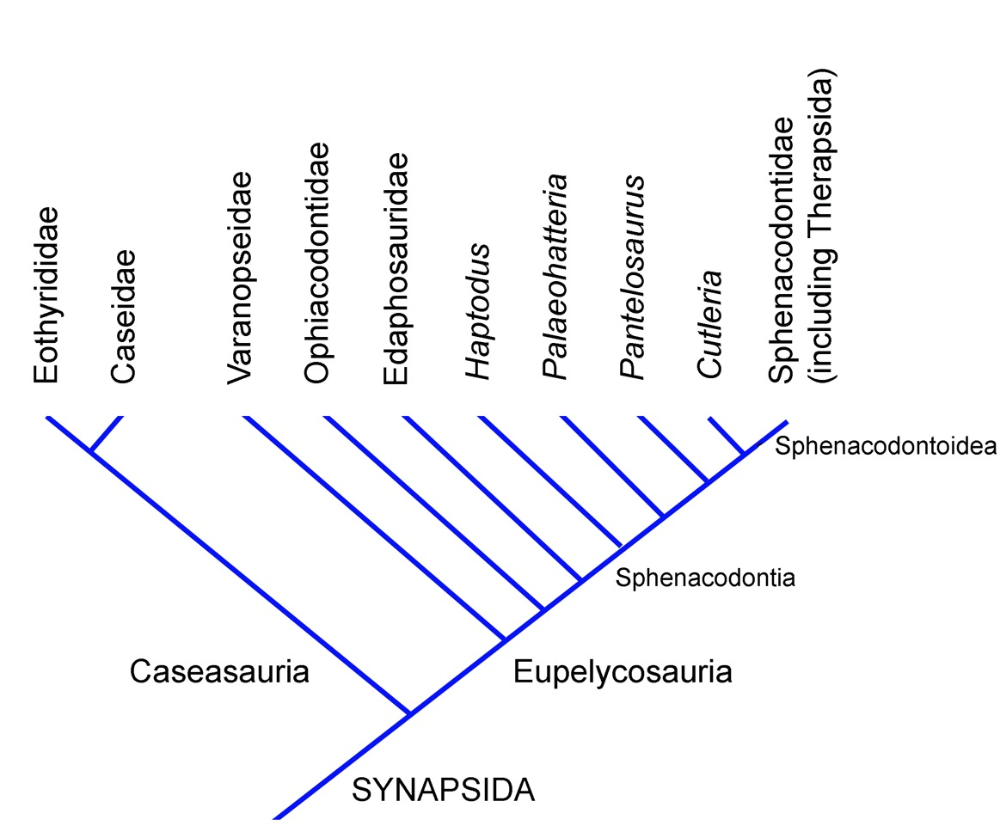 Eothyrididae
Caseidae
Varanopseidae
Ophiacodontidae
Edaphosauridae
Haptodus
Palaeohatteria
Pantelosaurus
Cutleria
Sphenacodontidae
(including Therapsida)
Sphenacodontoidea
Sphenacodontia
Caseasauria
Eupelycosauria
SYNAPSIDA